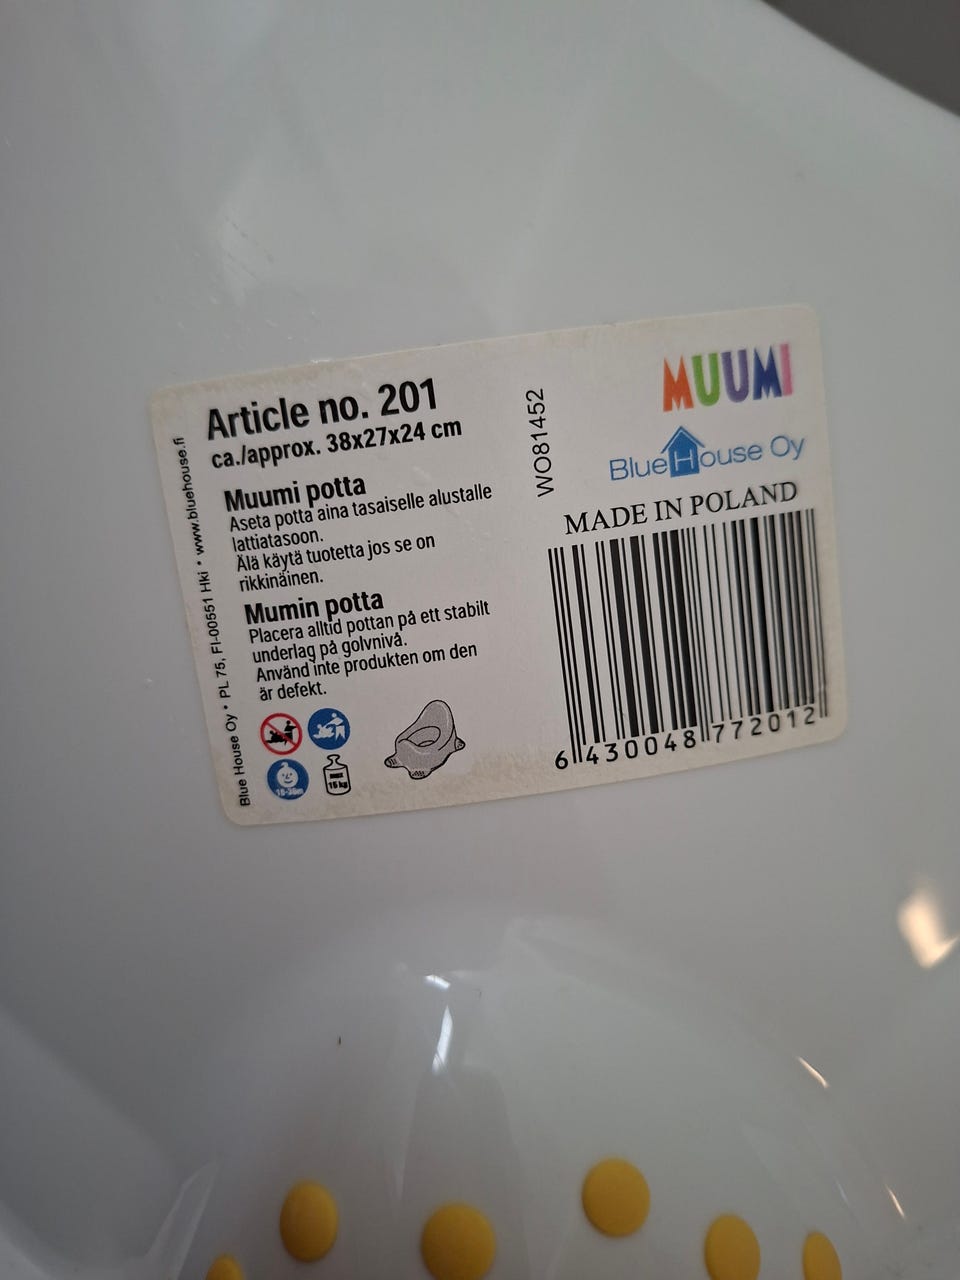 Article no. 201
ca./approx. 38x27x24 cm
Muumi potta
Aseta potta aina tasaiselle alustalle
lattiatasoon.
Älä käytä tuotetta jos se on
rikkinäinen.
Mumin potta
Placera alltid pottan på ett stabilt
underlag på golvnivå.
Använd inte produkten om den
är defekt.
15 kg
Blue House Oy • PL 75, FI-00551 Hki • www.bluehouse.fi
WO81452
MUUMI
BlueHouse Oy
MADE IN POLAND
6 430048 772012